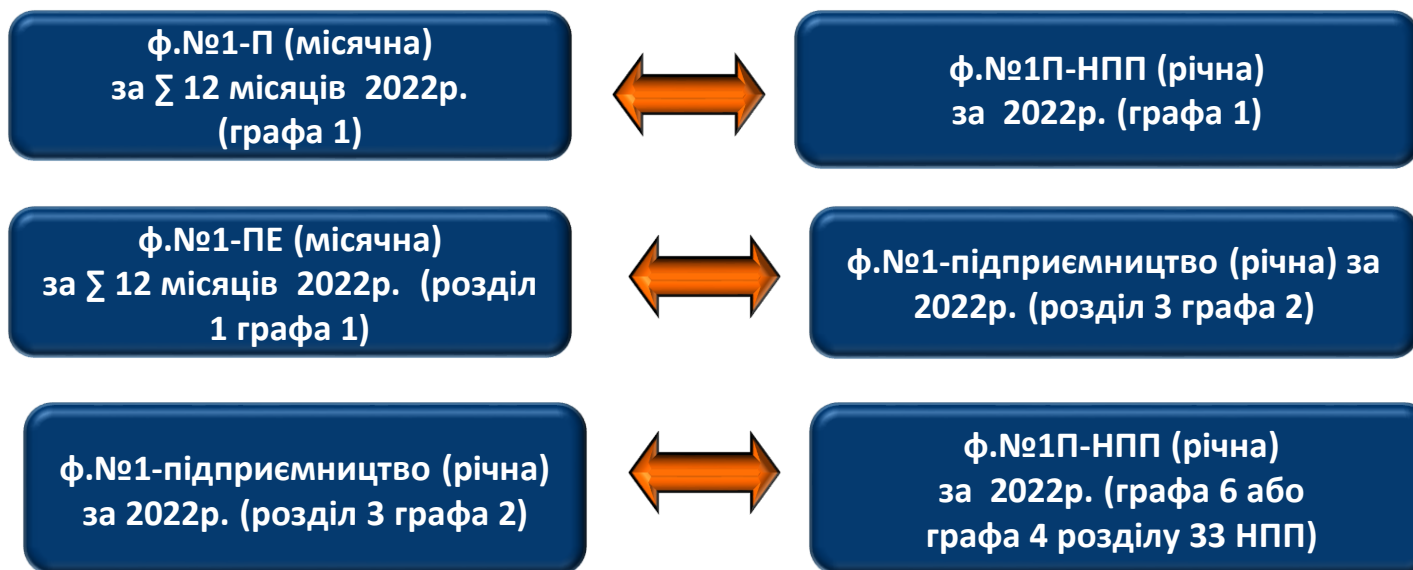 ф.№1-П (місячна)
за ∑ 12 місяців 2022р.
(графа 1)
ф.№1П-НПП (річна)
за 2022р. (графа 1)
ф.№1-ПЕ (місячна)
за ∑ 12 місяців 2022р. (розділ
1 графа 1)
ф.№1-підприємництво (річна) за
2022р. (розділ 3 графа 2)
ф.№1-підприємництво (річна)
за 2022р. (розділ 3 графа 2)
ф.№1П-НПП (річна)
за 2022р. (графа 6 або
графа 4 розділу 33 НПП)